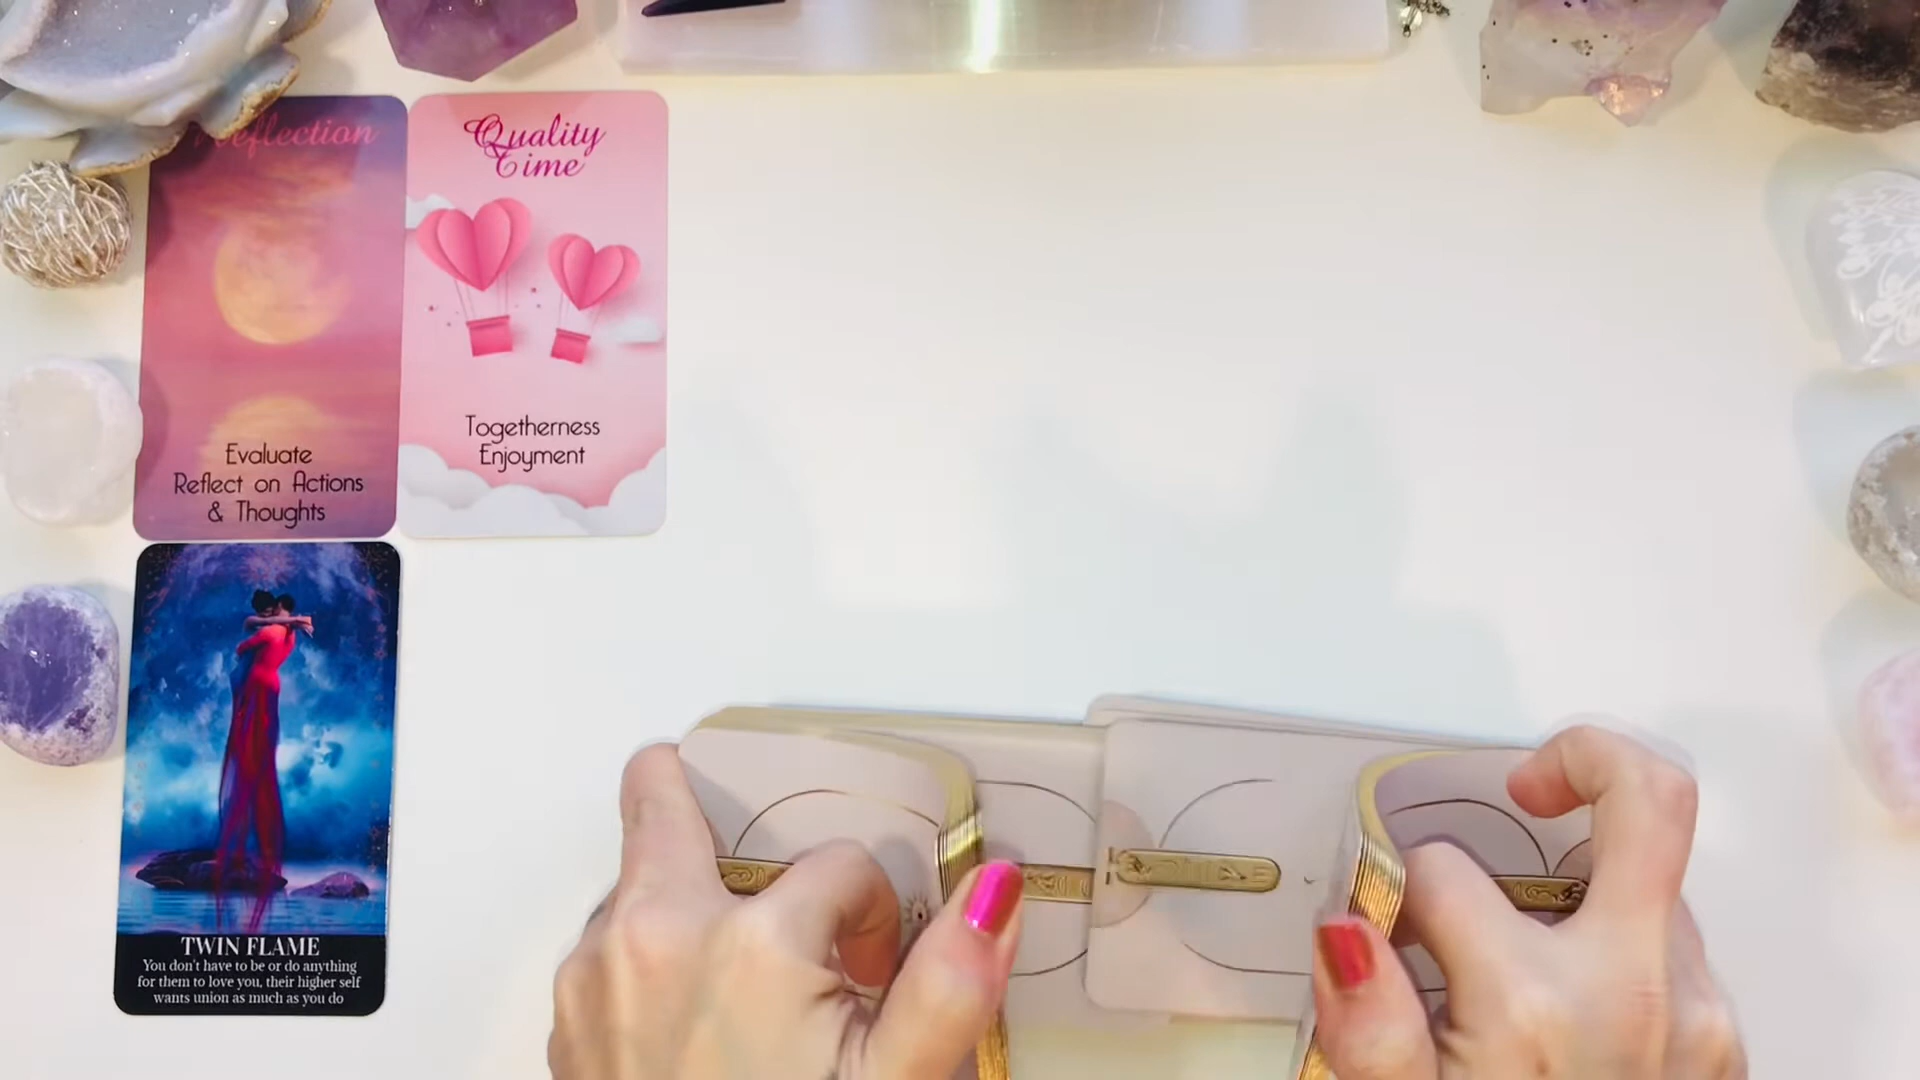 Reflection
Evaluate
Reflect on Actions
& Thoughts
Quality
Time
Togetherness
Enjoyment
TWIN FLAME
You don't have to be or do anything
for them to love you, their higher self
wants union as much as you do